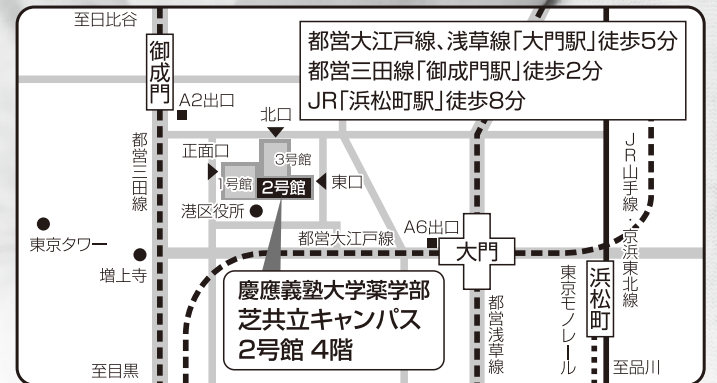 至日比谷
御成門
都営大江戸線、浅草線「大門駅」徒歩5分
都営三田線「御成門駅」徒歩2分
JR「浜松町駅」徒歩8分
A2出口
北口
都営三田線
正面口
3号館
1号館
2号館
東口
港区役所
JR山手線・京浜東北線
東京タワー
増上寺
都営大江戸線
A6出口
大門
慶應義塾大学薬学部
芝共立キャンパス
2号館 4階
都営浅草線
東京モノレール
浜松町
至目黒
至品川